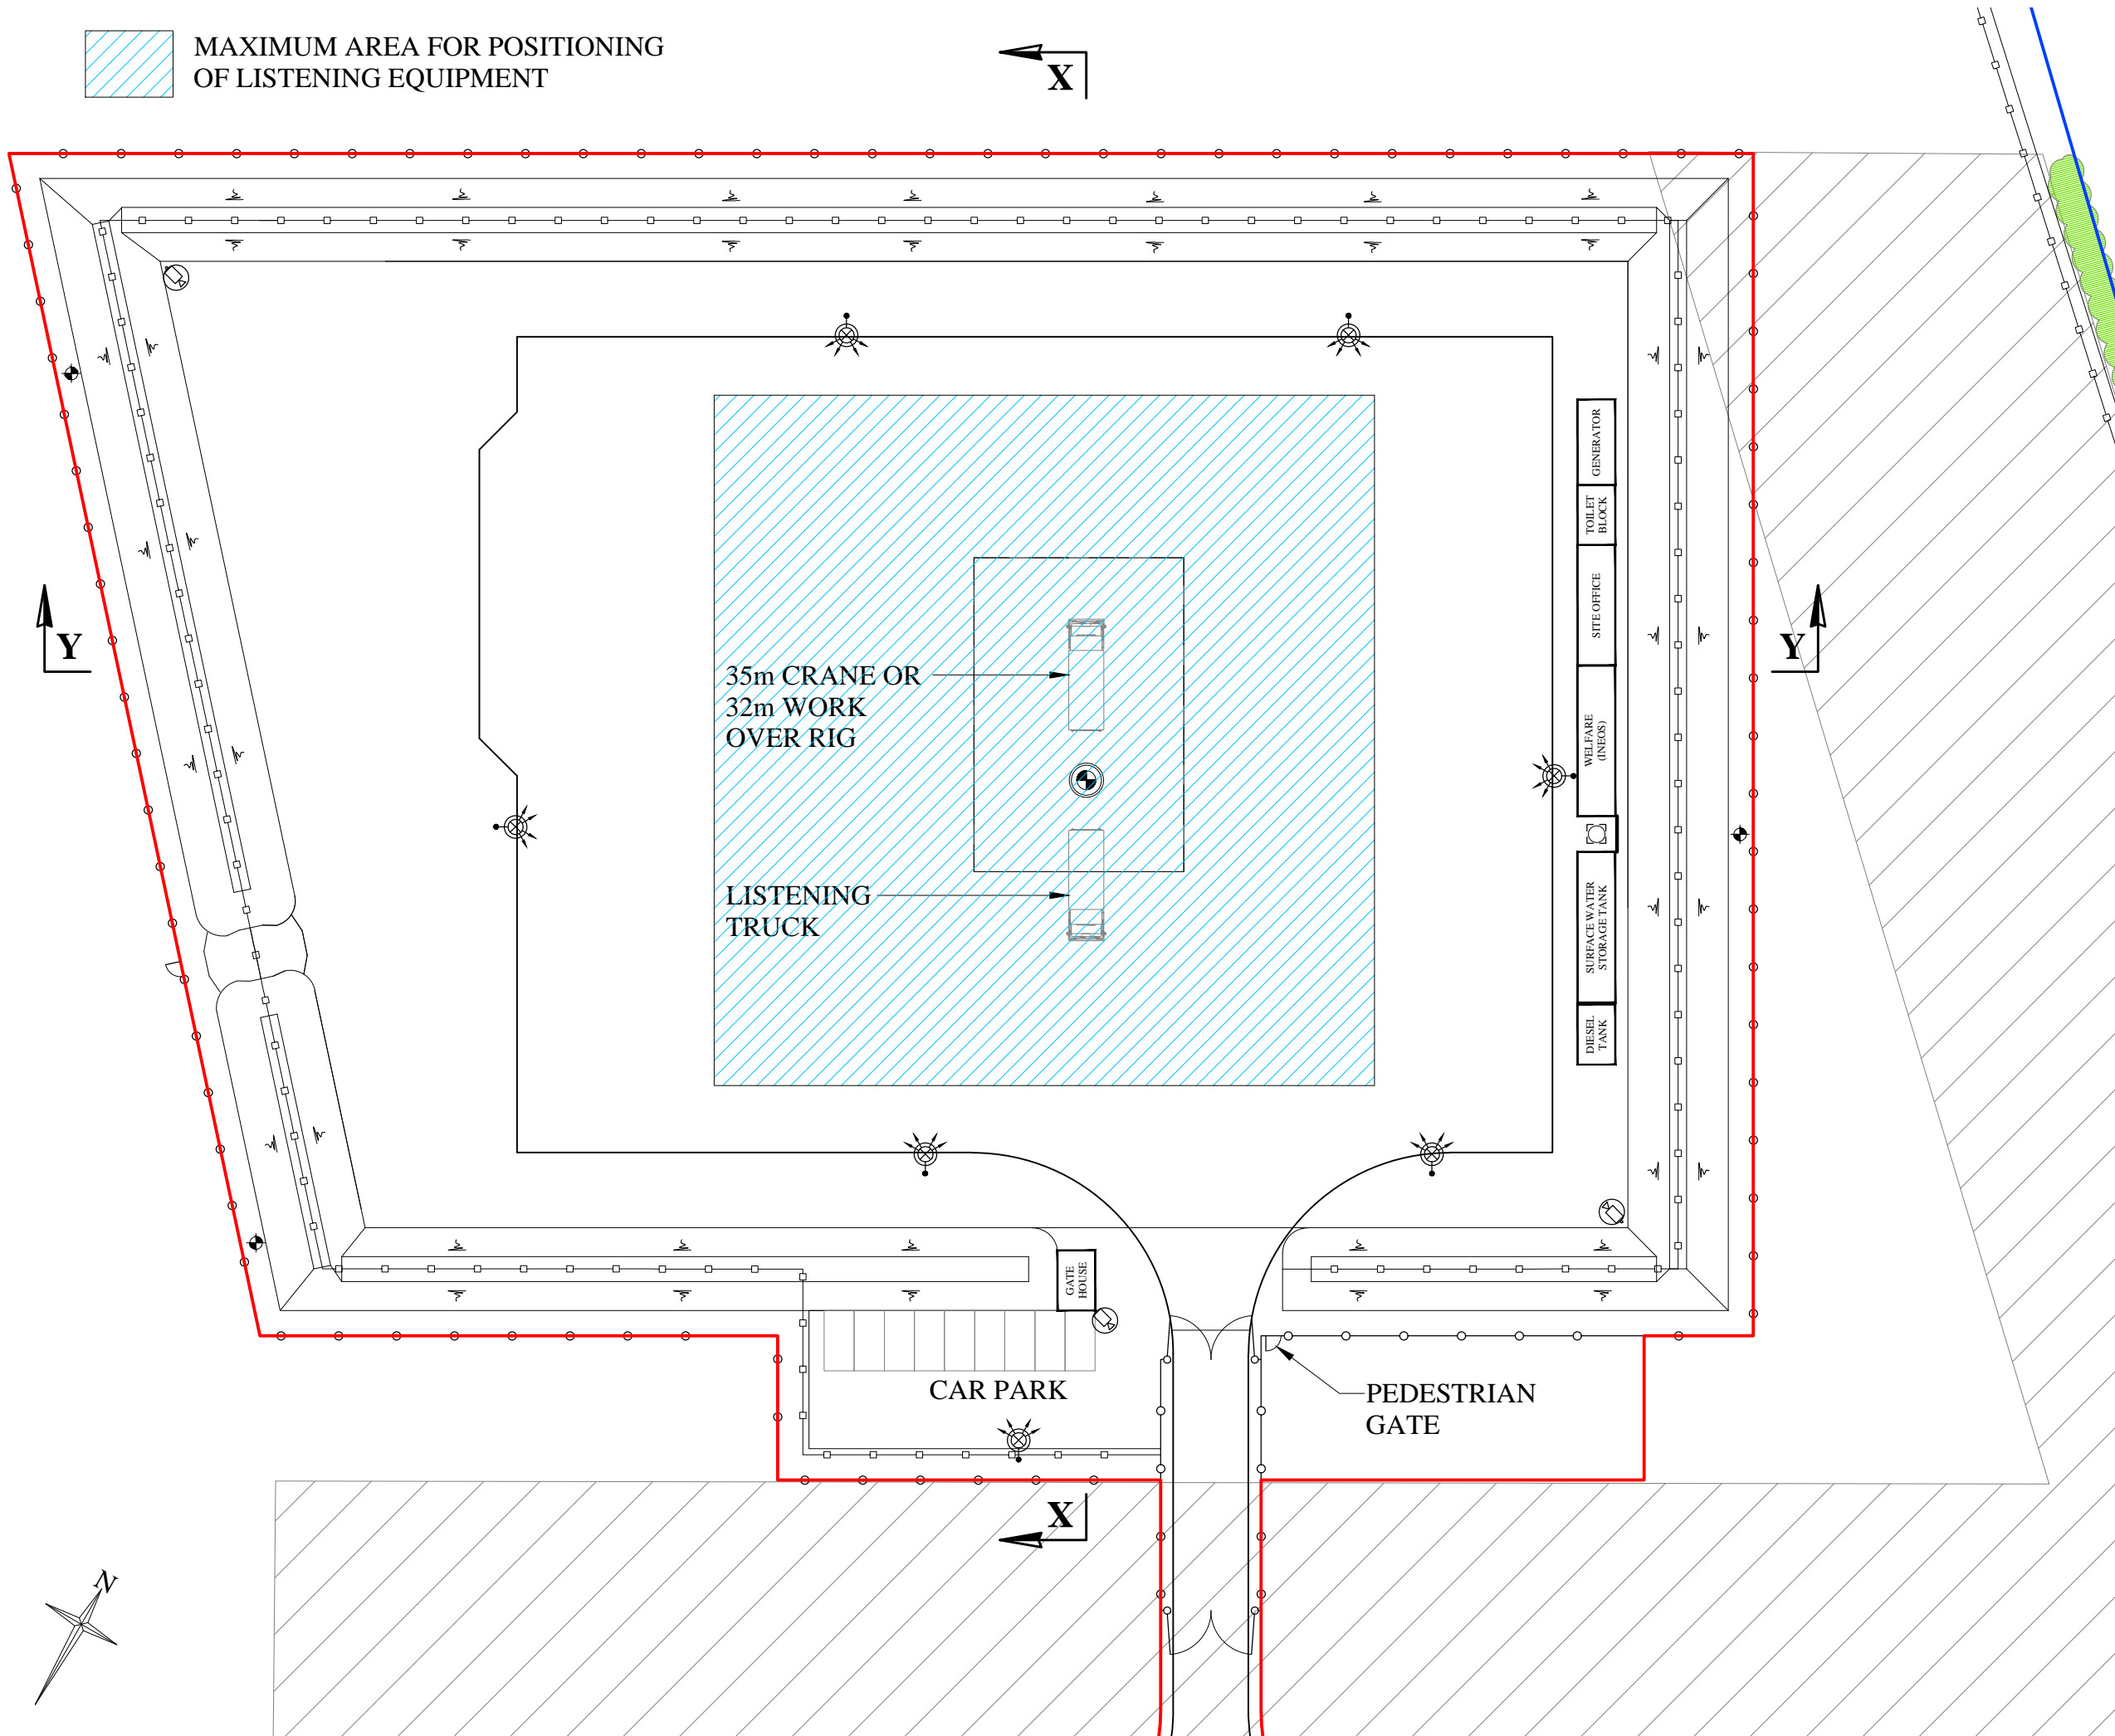 MAXIMUM AREA FOR POSITIONING
OF LISTENING EQUIPMENT
X
GENERATOR
TOILET
BLOCK
SITE OFFICE
Y
Y
35m CRANE OR
32m WORK
OVER RIG
WELFARE
(INEOS)
LISTENING
TRUCK
SURFACE WATER
STORAGE TANK
DIESEL
TANK
GATE
HOUSE
CAR PARK
PEDESTRIAN
GATE
X
N